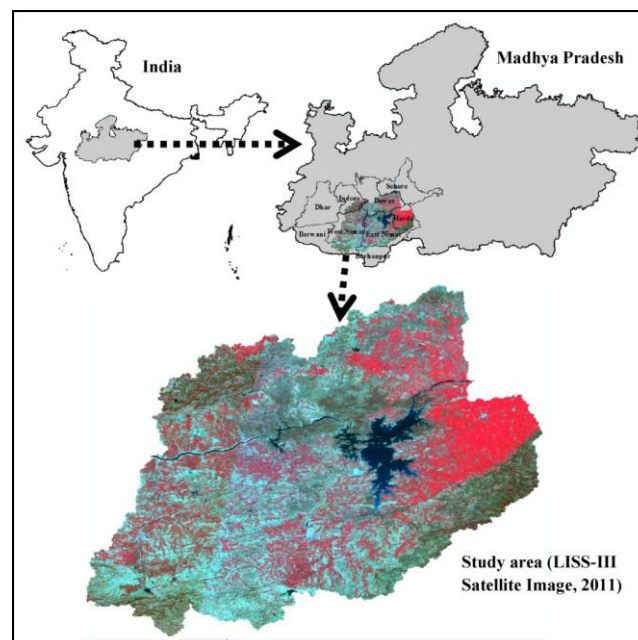 India
Madhya Pradesh
Sehore
Indore
Dewas
Dhar
Harda
West Nimar
East Nimar
Barwani
Burhanpur
Study area (LISS-III
Satellite Image, 2011)